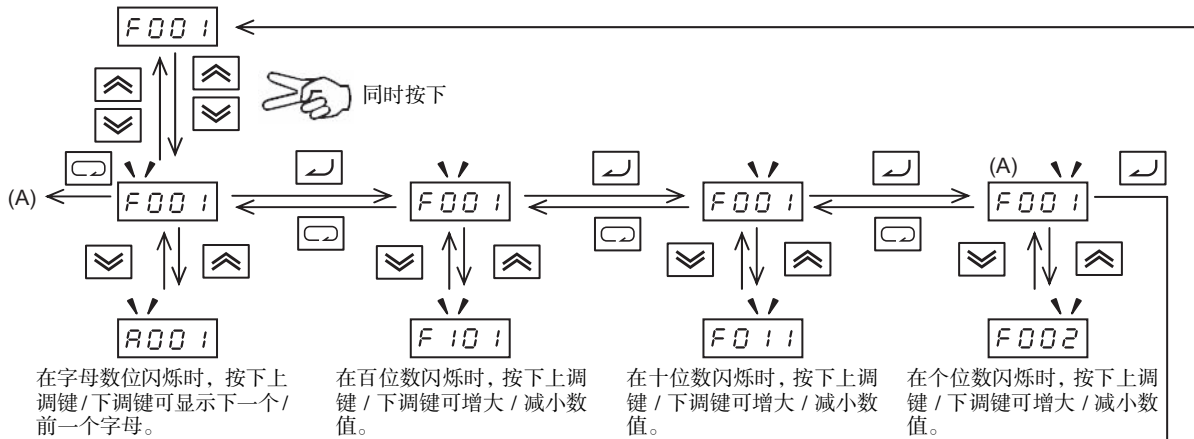 F001
同时按下
(A)
F001
F001
F001
(A)
F001
A001
F101
F011
F002
在字母数位闪烁时，按下上
调键/下调键可显示下一个/
前一个字母。
在百位数闪烁时，按下上调
键 / 下调键可增大 / 减小数
值。
在十位数闪烁时，按下上调
键 / 下调键可增大 / 减小数
值。
在个位数闪烁时，按下上调
键 / 下调键可增大 / 减小数
值。